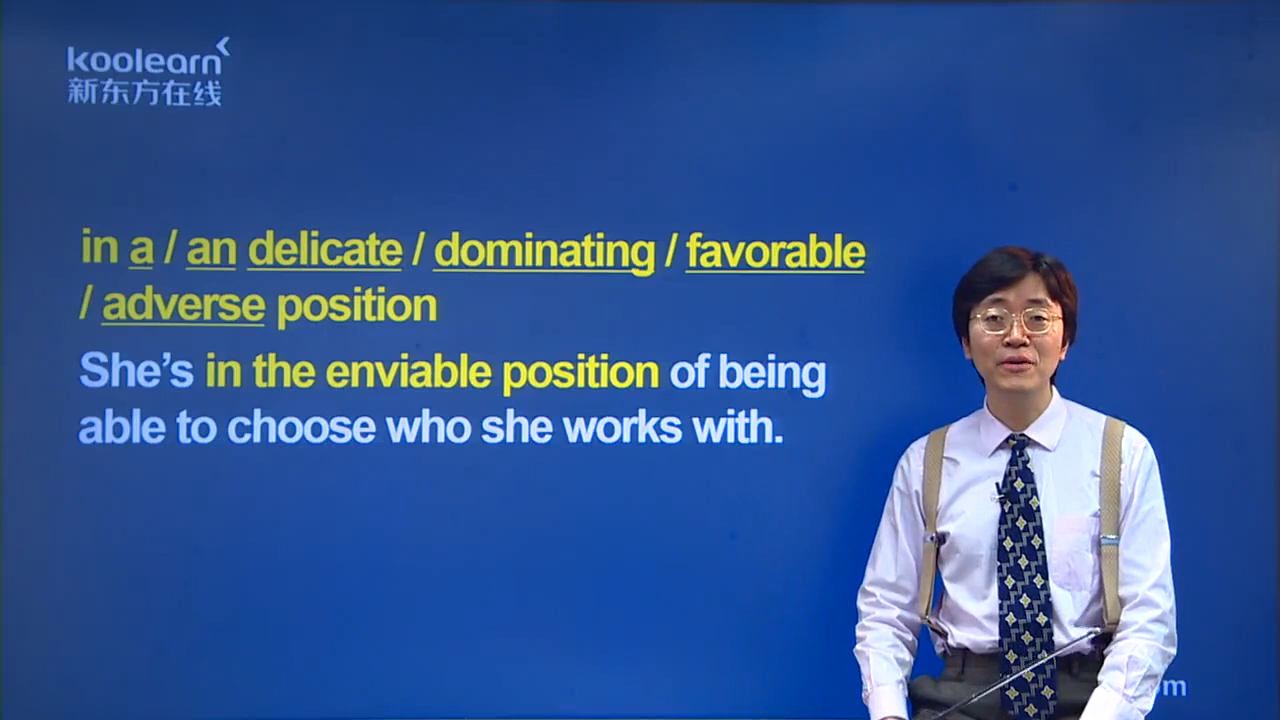 koolearn
新东方在线
in a / an delicate / dominating / favorable
/ adverse position
She’s in the enviable position of being
able to choose who she works with.